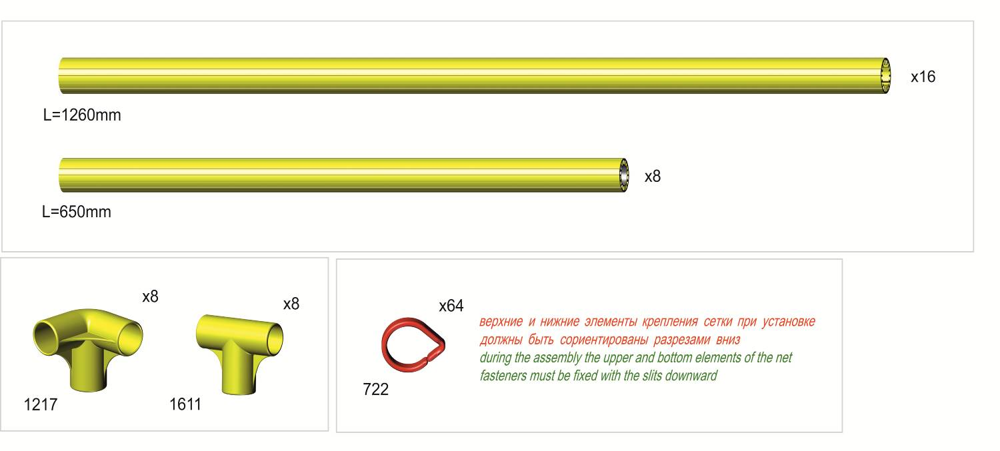 x16
L=1260mm
x8
L=650mm
x8
x8
1217
1611
x64
722
верхние и нижние элементы крепления сетки при установке
должны быть сориентированы разрезами вниз
during the assembly the upper and bottom elements of the net
fasteners must be fixed with the slits downward